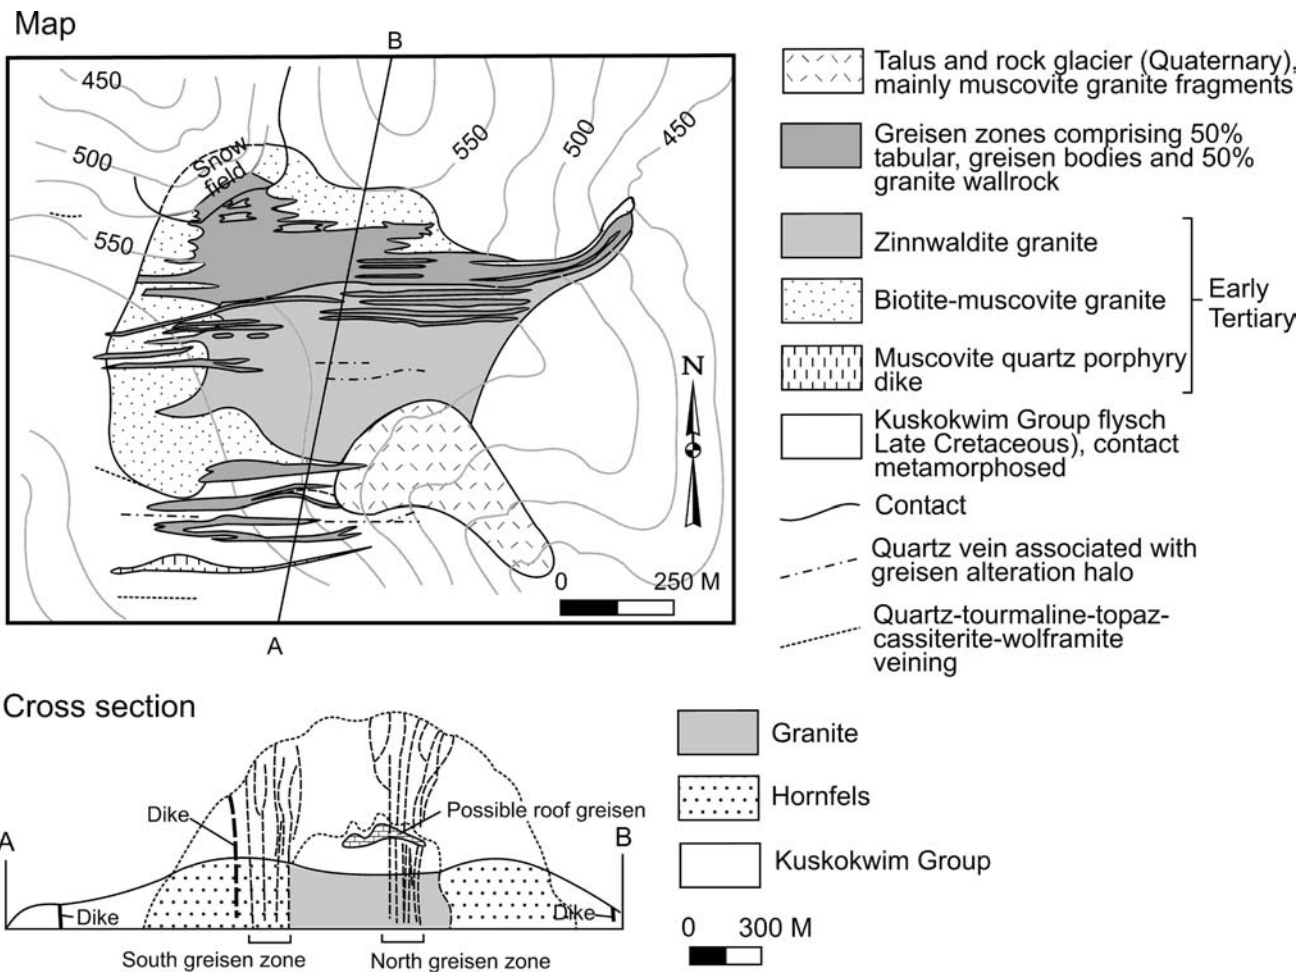 Map
B
450
500
550
Snow
field
550
500
450
N
0 250 M
A
Talus and rock glacier (Quaternary),
mainly muscovite granite fragments
Greisen zones comprising 50%
tabular, greisen bodies and 50%
granite wallrock
Zinnwaldite granite
Biotite-muscovite granite
Early
Tertiary
Muscovite quartz porphyry
dike
Kuskokwim Group flysch
Late Cretaceous), contact
metamorphosed
Contact
Quartz vein associated with
greisen alteration halo
Quartz-tourmaline-topaz-
cassiterite-wolframite
veining
Cross section
Dike
Possible roof greisen
A
B
Dike
Dike
South greisen zone
North greisen zone
Granite
Hornfels
Kuskokwim Group
0 300 M